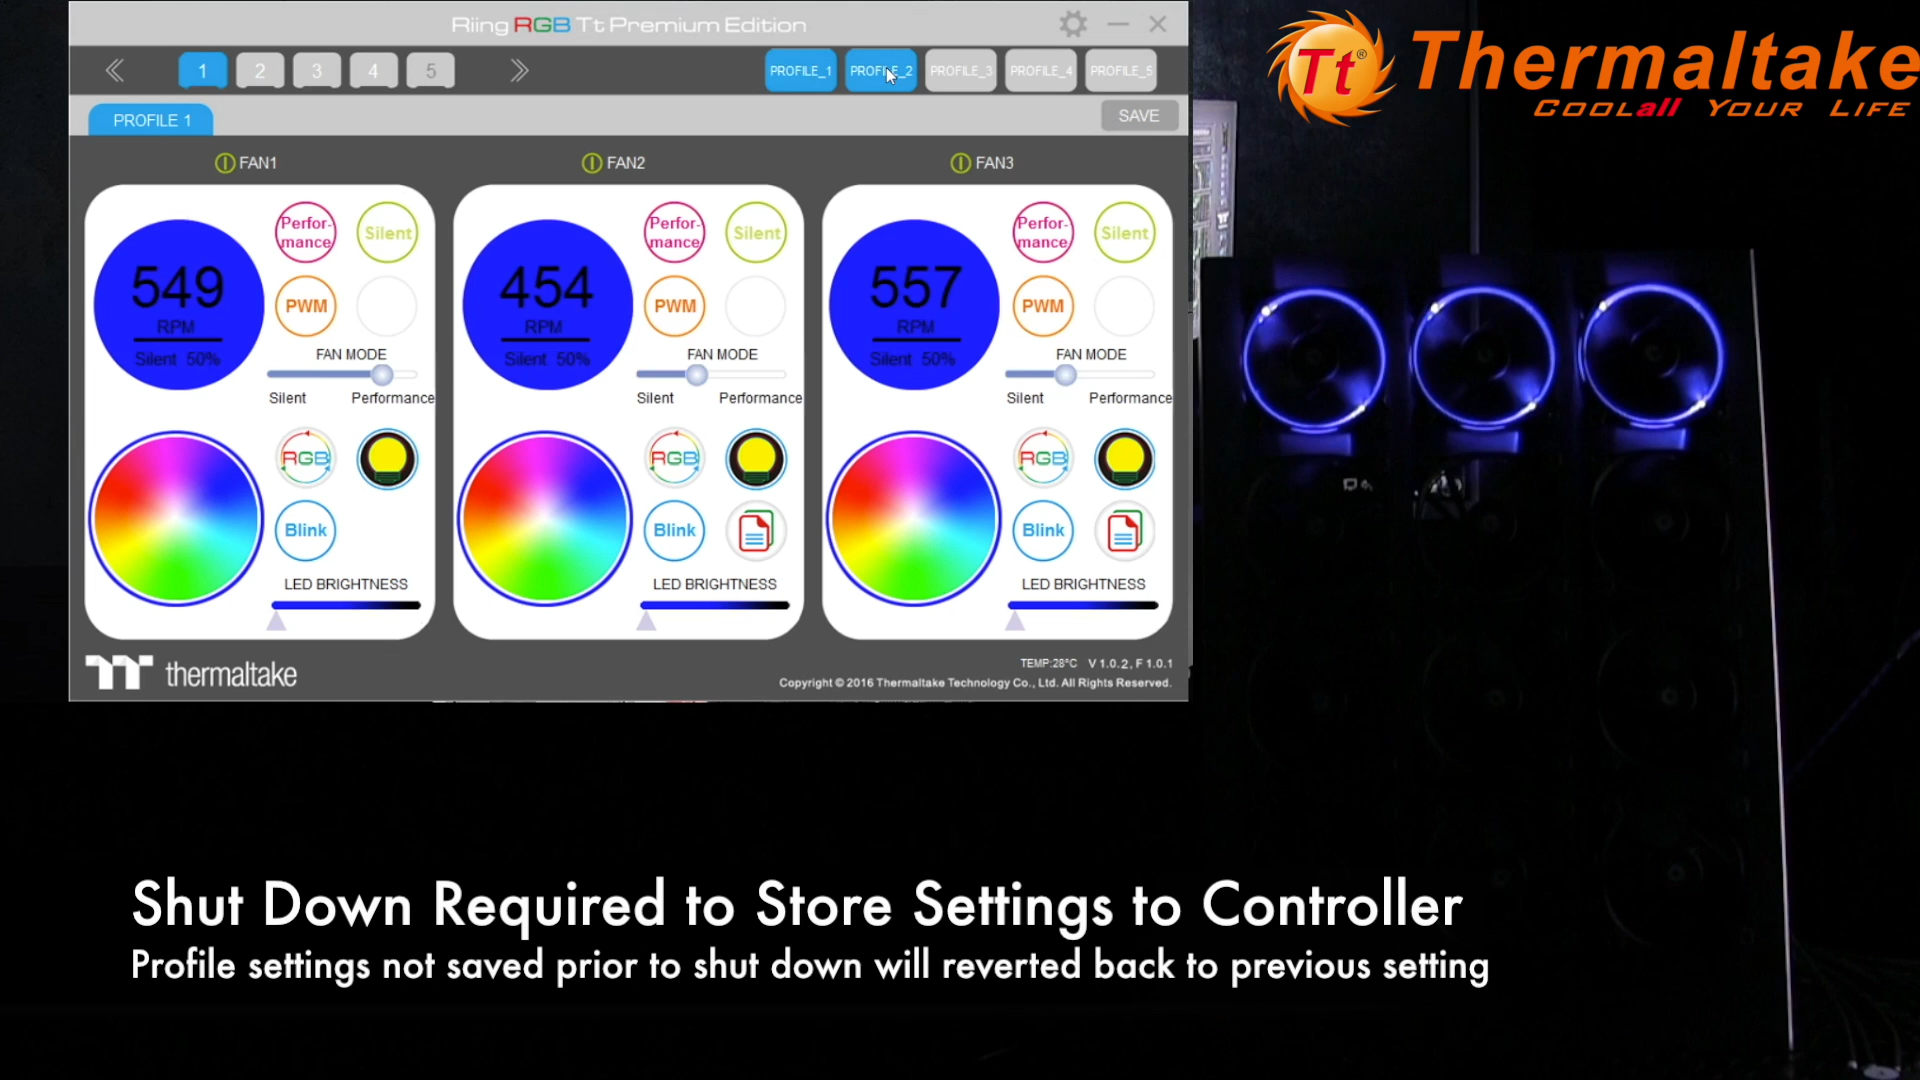 Riing RGB Tt Premium Edition
1 2 3 4 5
PROFILE_1 PROFILE_2 PROFILE_3 PROFILE_4 PROFILE_5
PROFILE 1
SAVE
FAN1
Perfor-
mance
Silent
549
RPM
Silent 50%
PWM
FAN MODE
Silent Performance
RGB
Blink
LED BRIGHTNESS
FAN2
Perfor-
mance
Silent
454
RPM
Silent 50%
PWM
FAN MODE
Silent Performance
RGB
Blink
LED BRIGHTNESS
FAN3
Perfor-
mance
Silent
557
RPM
Silent 50%
PWM
FAN MODE
Silent Performance
RGB
Blink
LED BRIGHTNESS
thermaltake
TEMP:28°C V 1.0.2, F 1.0.1
Copyright © 2016 Thermaltake Technology Co., Ltd. All Rights Reserved.
Tt®
Thermaltake
COOLall YOUR LIFE
Shut Down Required to Store Settings to Controller
Profile settings not saved prior to shut down will reverted back to previous setting